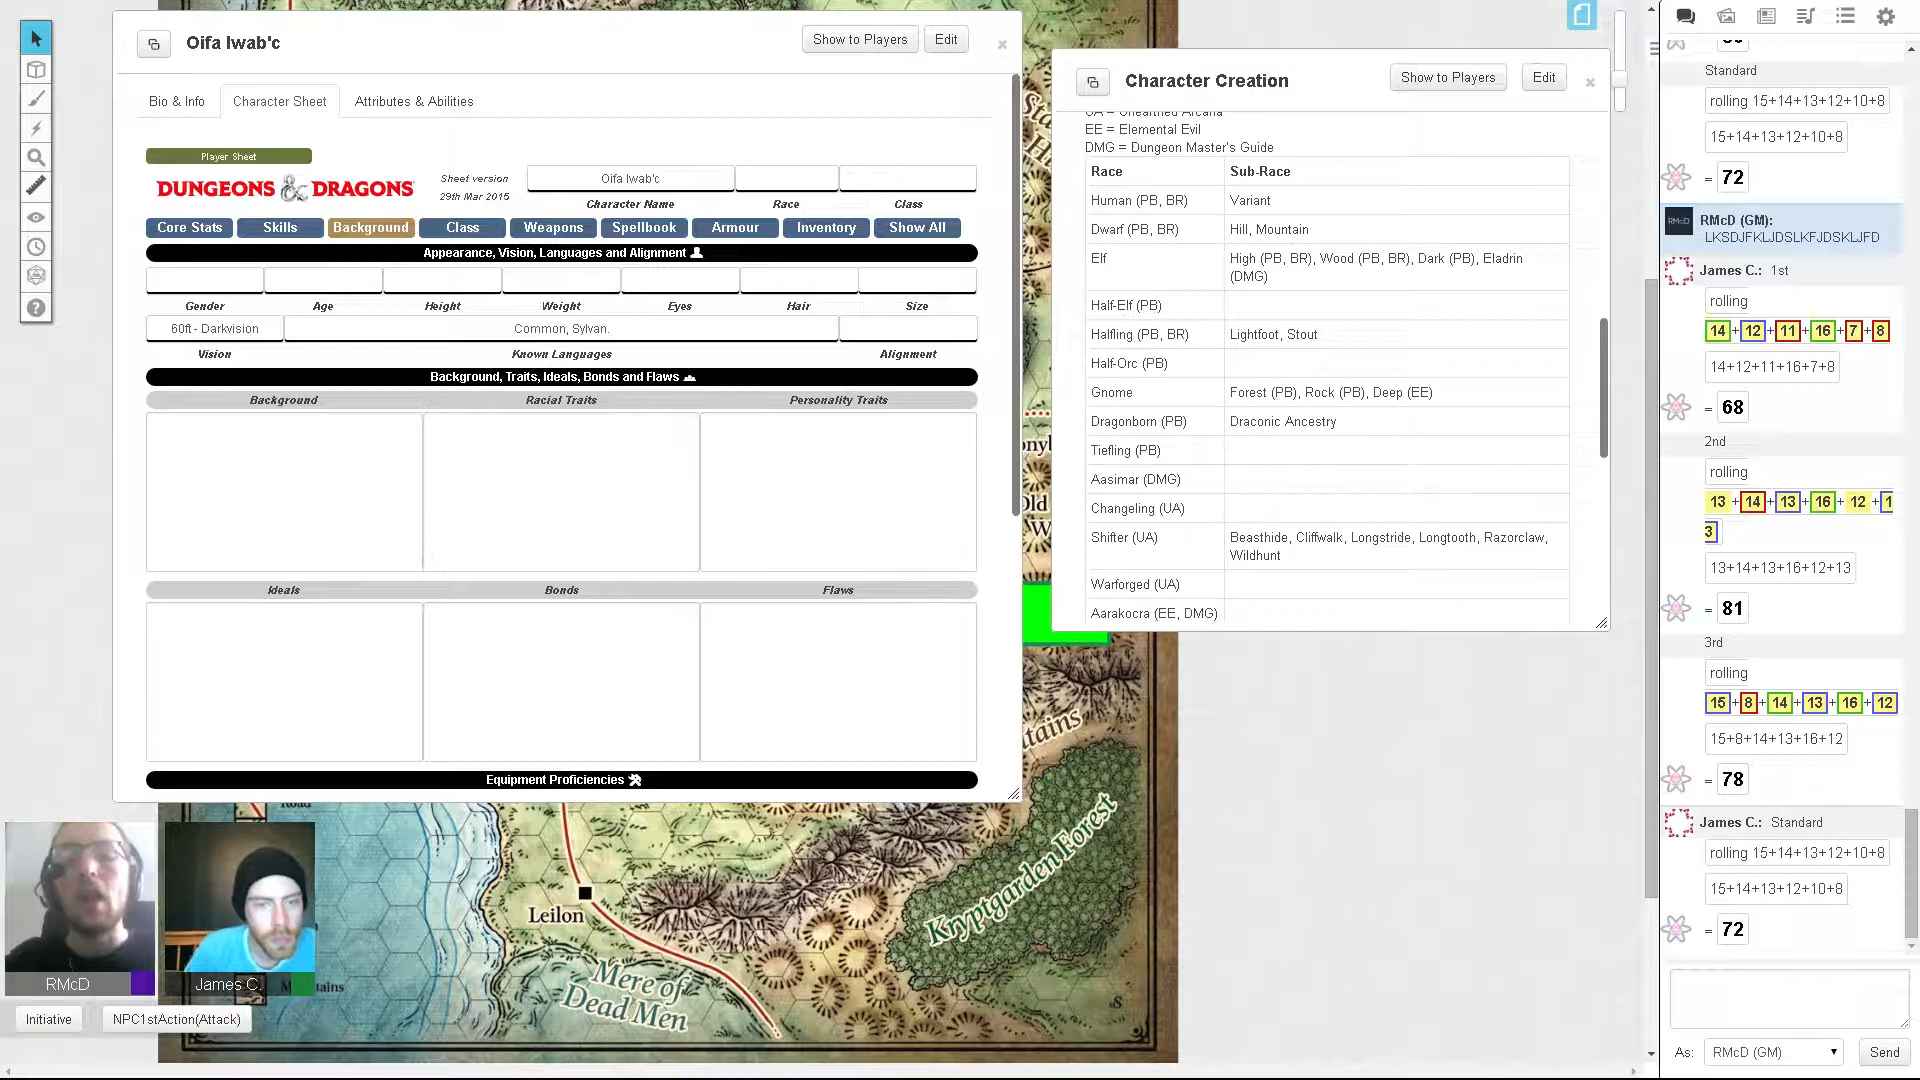 Oifa Iwab'c
Show to Players
Edit
Bio & Info
Character Sheet
Attributes & Abilities
Player Sheet
DUNGEONS & DRAGONS
Sheet version
29th Mar 2015
Oifa Iwab'c
Character Name
Race
Class
Core Stats
Skills
Background
Class
Weapons
Spellbook
Armour
Inventory
Show All
Appearance, Vision, Languages and Alignment
Gender
Age
Height
Weight
Eyes
Hair
Size
60ft - Darkvision
Common, Sylvan.
Vision
Known Languages
Alignment
Background, Traits, Ideals, Bonds and Flaws
Background
Racial Traits
Personality Traits
Ideals
Bonds
Flaws
Equipment Proficiencies
Character Creation
Show to Players
Edit
UA = Unearthed Arcana
EE = Elemental Evil
DMG = Dungeon Master's Guide
Race
Sub-Race
Human (PB, BR)
Variant
Dwarf (PB, BR)
Hill, Mountain
Elf
High (PB, BR), Wood (PB, BR), Dark (PB), Eladrin
(DMG)
Half-Elf (PB)
Halfling (PB, BR)
Lightfoot, Stout
Half-Orc (PB)
Gnome
Forest (PB), Rock (PB), Deep (EE)
Dragonborn (PB)
Draconic Ancestry
Tiefling (PB)
Aasimar (DMG)
Changeling (UA)
Shifter (UA)
Beasthide, Cliffwalk, Longstride, Longtooth, Razorclaw,
Wildhunt
Warforged (UA)
Aarakocra (EE, DMG)
Leilon
Mere of
Dead Men
Kryptgarden Forest
RMcD
James C.
Initiative
NPC1stAction(Attack)
Standard
rolling 15+14+13+12+10+8
15+14+13+12+10+8
= 72
RMcD (GM):
LKSDJFKLJDSLKFJDSKLJFD
James C.: 1st
rolling
14+12+11+16+7+8
14+12+11+16+7+8
= 68
2nd
rolling
13+14+13+16+12+1
3
13+14+13+16+12+13
= 81
3rd
rolling
15+8+14+13+16+12
15+8+14+13+16+12
= 78
James C.: Standard
rolling 15+14+13+12+10+8
15+14+13+12+10+8
= 72
As:
RMcD (GM)
Send